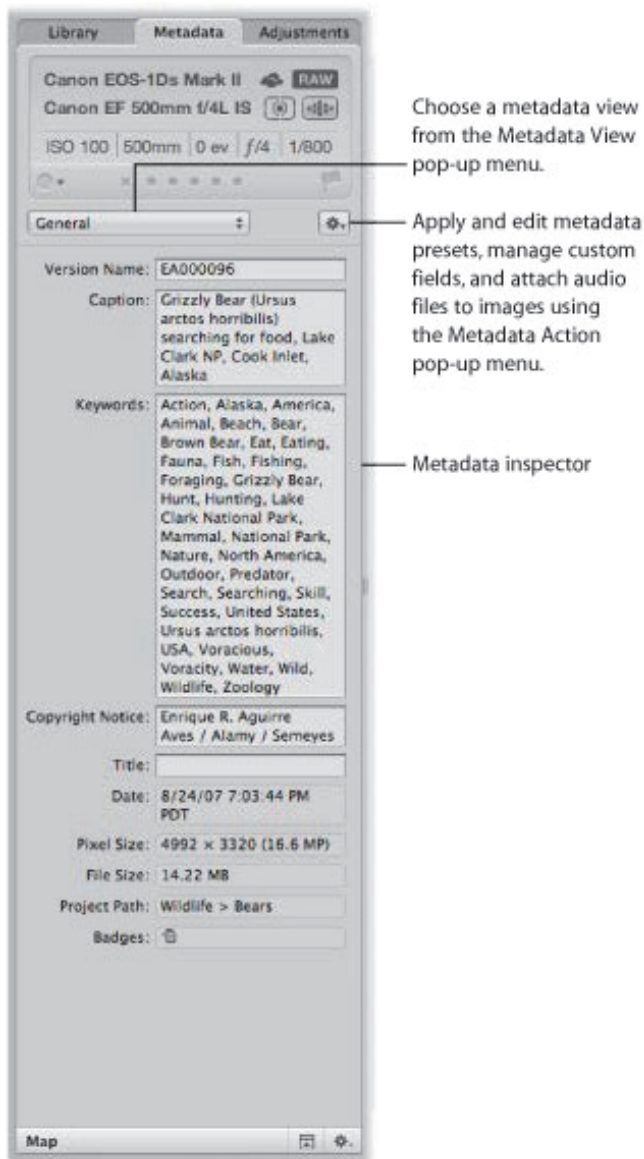 Library Metadata Adjustments
Canon EOS-1Ds Mark II RAW
Canon EF 500mm f/4L IS
ISO 100 500mm 0 ev f/4 1/800
General
Version Name: EA000096
Caption: Grizzly Bear (Ursus
arctos horribilis)
searching for food, Lake
Clark NP, Cook Inlet,
Alaska
Keywords: Action, Alaska, America,
Animal, Beach, Bear,
Brown Bear, Eat, Eating,
Fauna, Fish, Fishing,
Foraging, Grizzly Bear,
Hunt, Hunting, Lake
Clark National Park,
Mammal, National Park,
Nature, North America,
Outdoor, Predator,
Search, Searching, Skill,
Success, United States,
Ursus arctos horribilis,
USA, Voracious,
Voracity, Water, Wild,
Wildlife, Zoology
Copyright Notice: Enrique R. Aguirre
Aves / Alamy / Semeyes
Title:
Date: 8/24/07 7:03:44 PM
PDT
Pixel Size: 4992 × 3320 (16.6 MP)
File Size: 14.22 MB
Project Path: Wildlife > Bears
Badges:
Map
Choose a metadata view
from the Metadata View
pop-up menu.
Apply and edit metadata
presets, manage custom
fields, and attach audio
files to images using
the Metadata Action
pop-up menu.
Metadata inspector